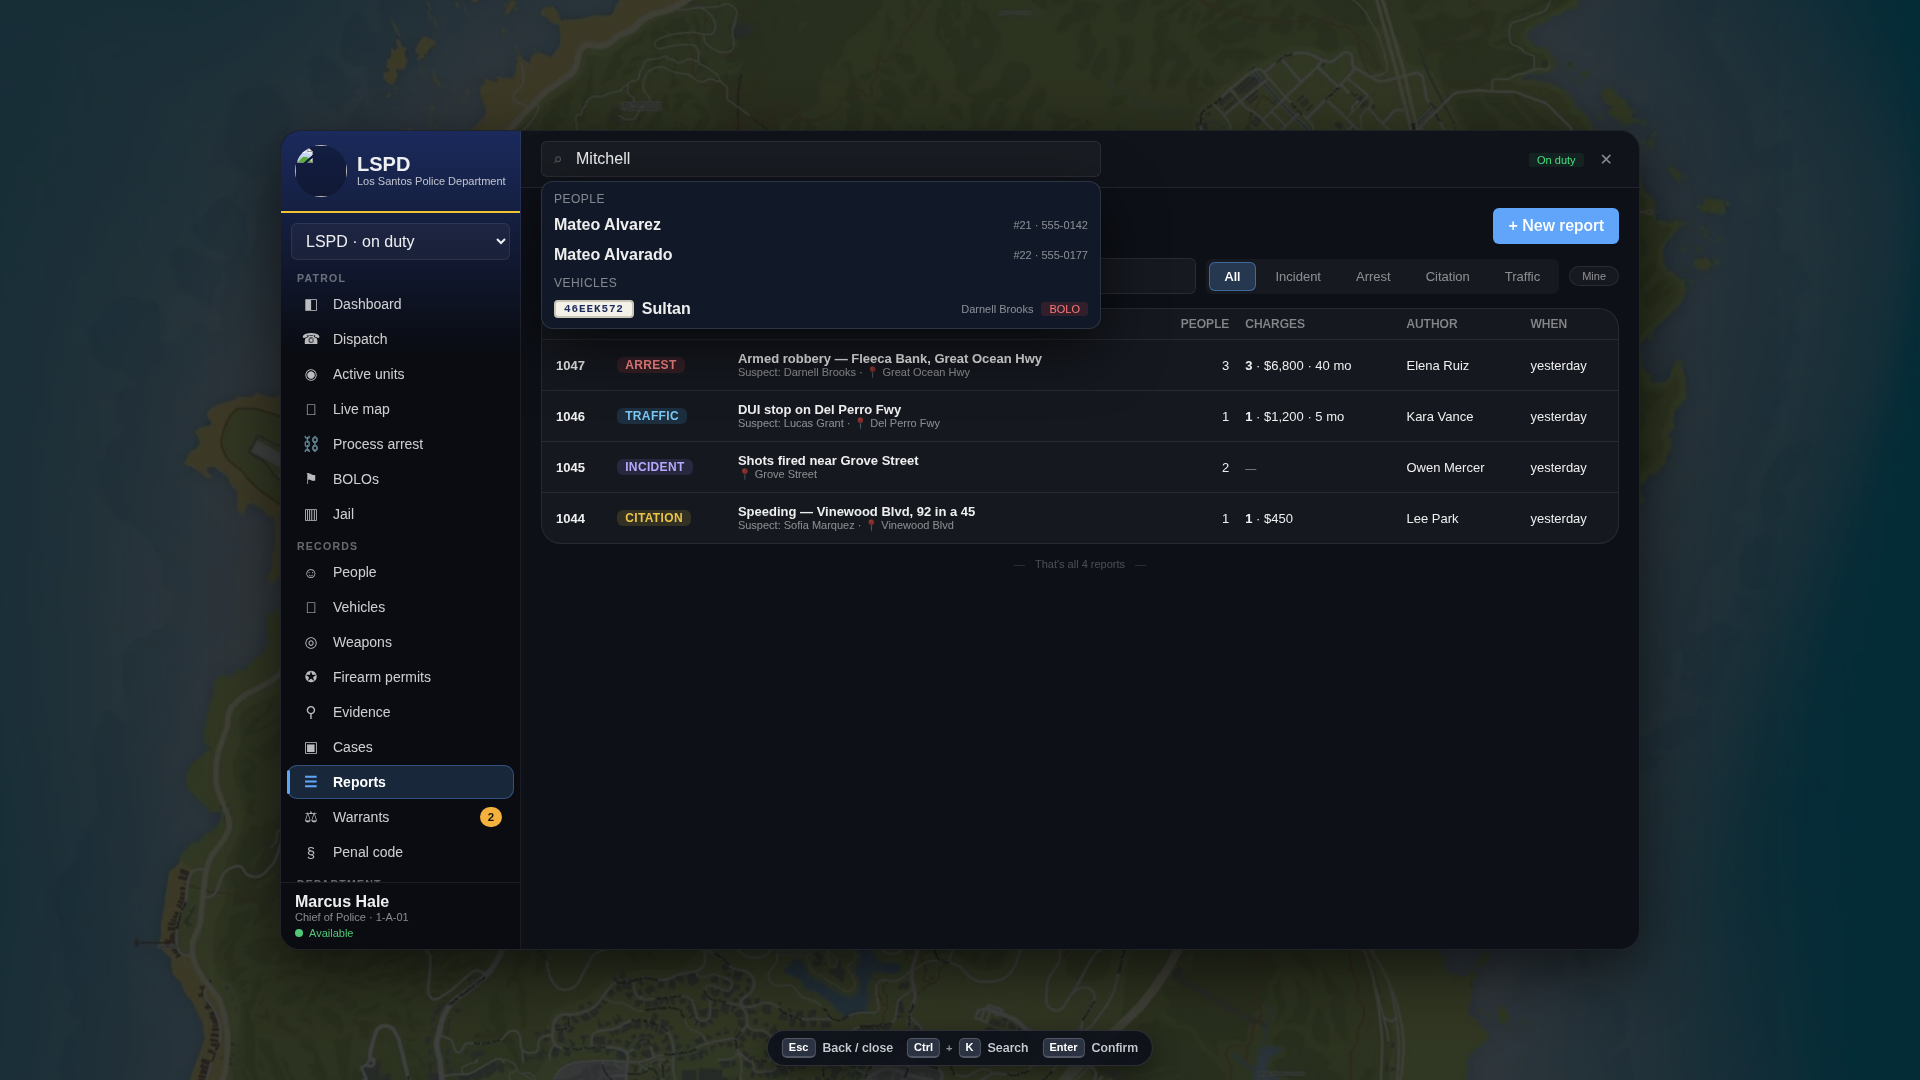 LSPD
Los Santos Police Department
LSPD · on duty
PATROL
Dashboard
Dispatch
Active units
Live map
Process arrest
BOLOs
Jail
RECORDS
People
Vehicles
Weapons
Firearm permits
Evidence
Cases
Reports
Warrants 2
§ Penal code
DEPARTMENT
Marcus Hale
Chief of Police · 1-A-01
Available
Mitchell
On duty ✕
PEOPLE
Mateo Alvarez #21 · 555-0142
Mateo Alvarado #22 · 555-0177
VEHICLES
46EEK572 Sultan Darnell Brooks BOLO
+ New report
All Incident Arrest Citation Traffic Mine
PEOPLE CHARGES AUTHOR WHEN
1047 ARREST Armed robbery — Fleeca Bank, Great Ocean Hwy 3 3 · $6,800 · 40 mo Elena Ruiz yesterday
Suspect: Darnell Brooks · 📍 Great Ocean Hwy
1046 TRAFFIC DUI stop on Del Perro Fwy 1 1 · $1,200 · 5 mo Kara Vance yesterday
Suspect: Lucas Grant · 📍 Del Perro Fwy
1045 INCIDENT Shots fired near Grove Street 2 — Owen Mercer yesterday
📍 Grove Street
1044 CITATION Speeding — Vinewood Blvd, 92 in a 45 1 1 · $450 Lee Park yesterday
Suspect: Sofia Marquez · 📍 Vinewood Blvd
— That's all 4 reports —
Esc Back / close Ctrl + K Search Enter Confirm